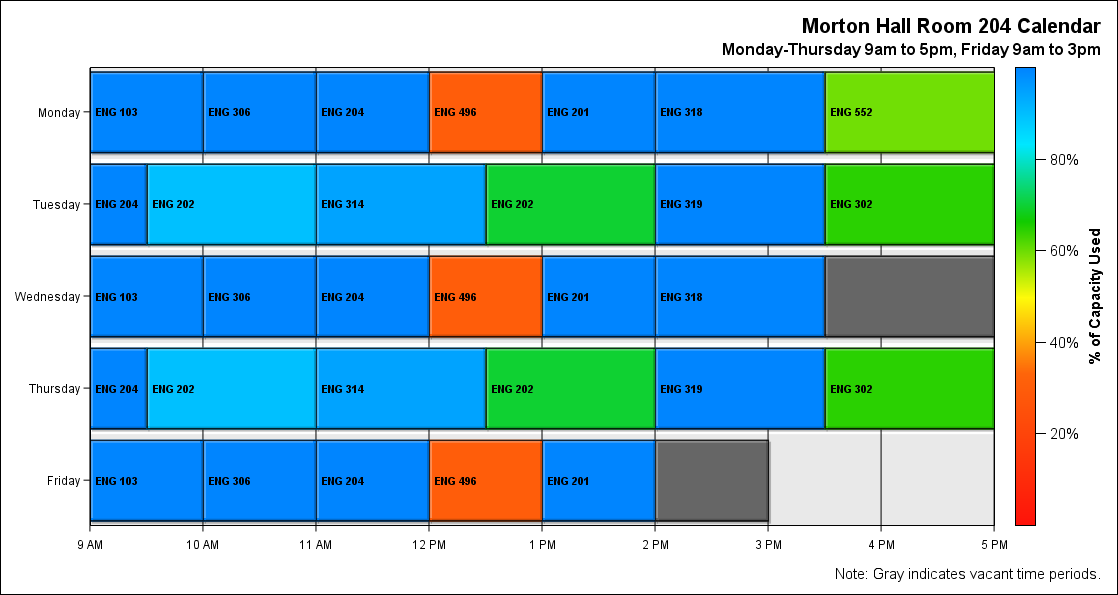 Morton Hall Room 204 Calendar
Monday-Thursday 9am to 5pm, Friday 9am to 3pm
Monday ENG 103 ENG 306 ENG 204 ENG 496 ENG 201 ENG 318 ENG 552
Tuesday ENG 204 ENG 202 ENG 314 ENG 202 ENG 319 ENG 302
Wednesday ENG 103 ENG 306 ENG 204 ENG 496 ENG 201 ENG 318
Thursday ENG 204 ENG 202 ENG 314 ENG 202 ENG 319 ENG 302
Friday ENG 103 ENG 306 ENG 204 ENG 496 ENG 201
9 AM 10 AM 11 AM 12 PM 1 PM 2 PM 3 PM 4 PM 5 PM
80%
60%
40%
20%
% of Capacity Used
Note: Gray indicates vacant time periods.